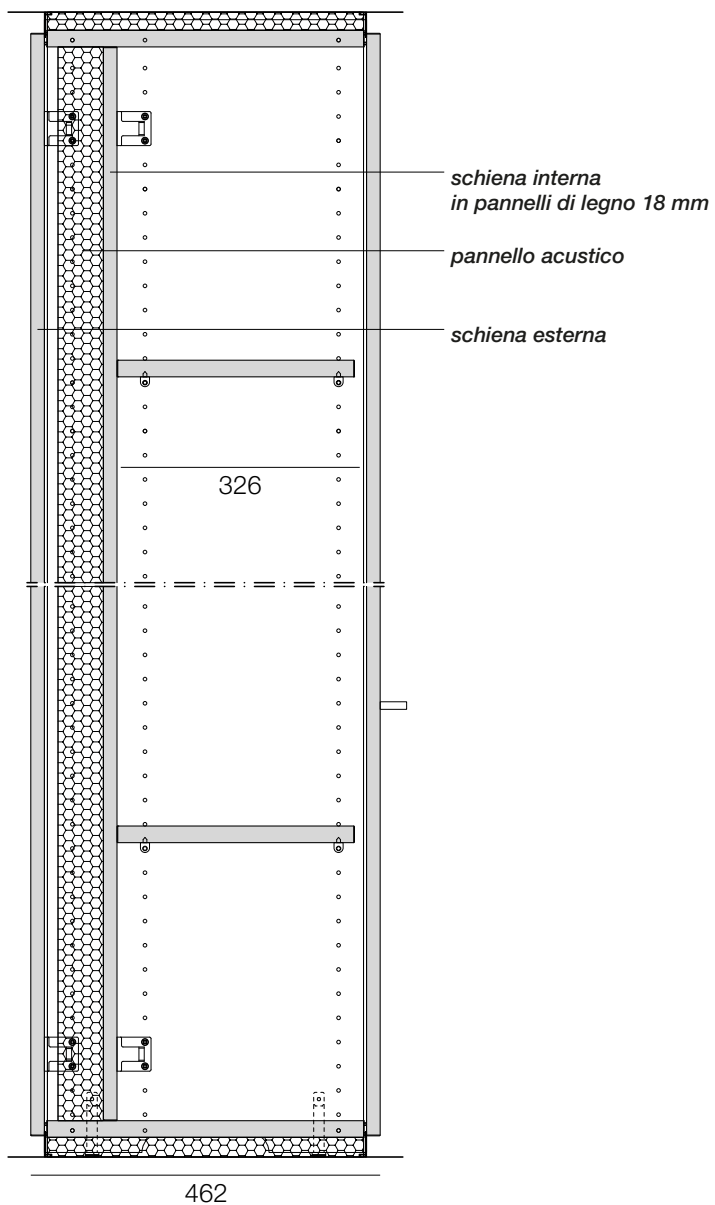 schiena interna
in pannelli di legno 18 mm
pannello acustico
schiena esterna
326
462